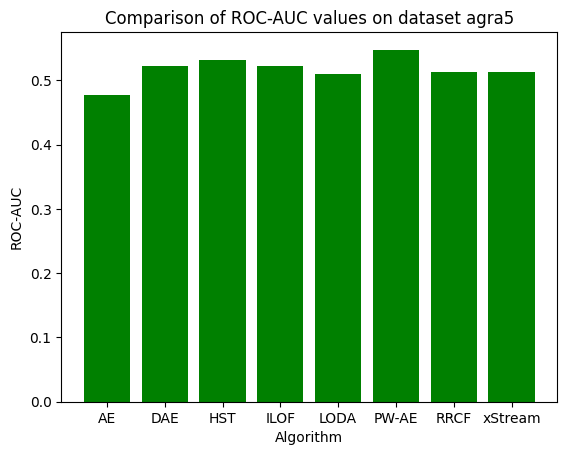 Comparison of ROC-AUC values on dataset agra5
ROC-AUC
0.5
0.4
0.3
0.2
0.1
0.0
AE DAE HST ILOF LODA PW-AE RRCF xStream
Algorithm